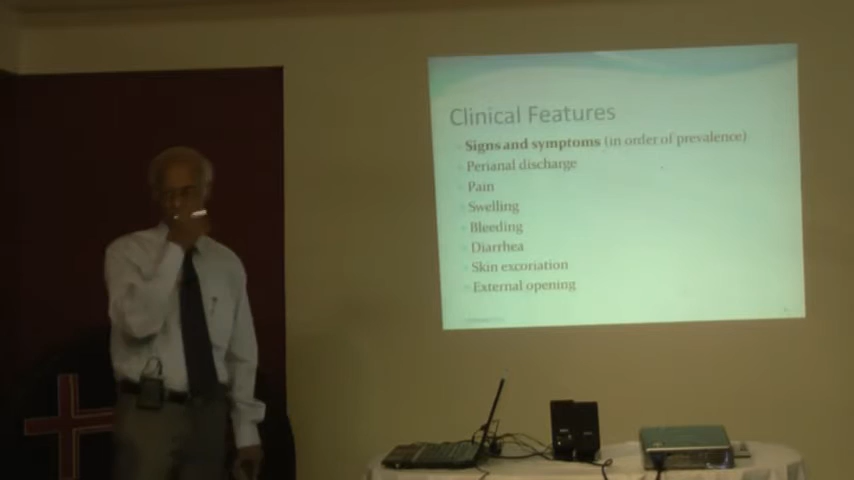 Clinical Features
Signs and symptoms (in order of prevalence)
Perianal discharge
Pain
Swelling
Bleeding
Diarrhea
Skin excoriation
External opening